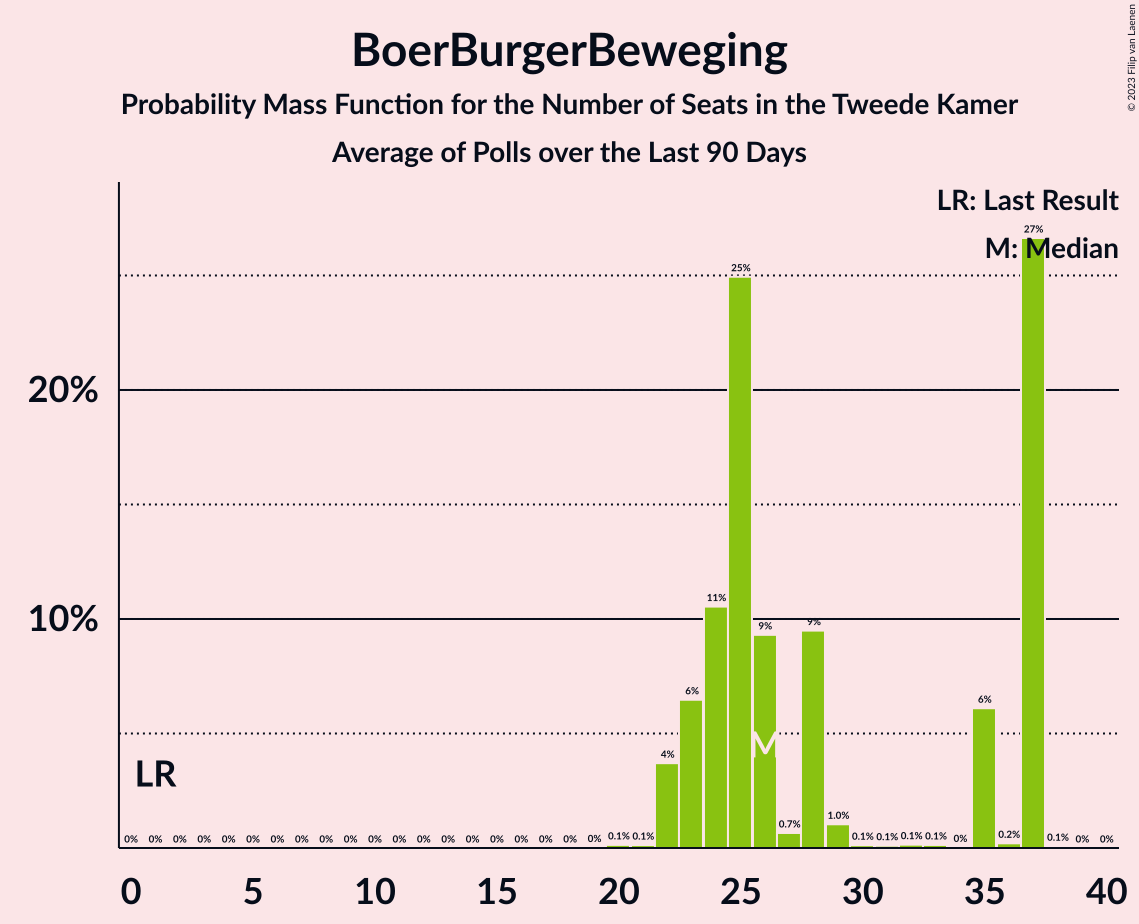 BoerBurgerBeweging
Probability Mass Function for the Number of Seats in the Tweede Kamer
Average of Polls over the Last 90 Days
© 2023 Filip van Laenen
LR: Last Result
M: Median
27%
25%
20%
11%
10%
9%
9%
6%
6%
4%
M
LR
1.0%
0.7%
0% 0% 0% 0% 0% 0% 0% 0% 0% 0% 0% 0% 0% 0% 0% 0% 0% 0% 0% 0% 0.1% 0.1% 0.1% 0.1% 0.1% 0.1% 0% 0.2% 0.1% 0% 0%
0 5 10 15 20 25 30 35 40